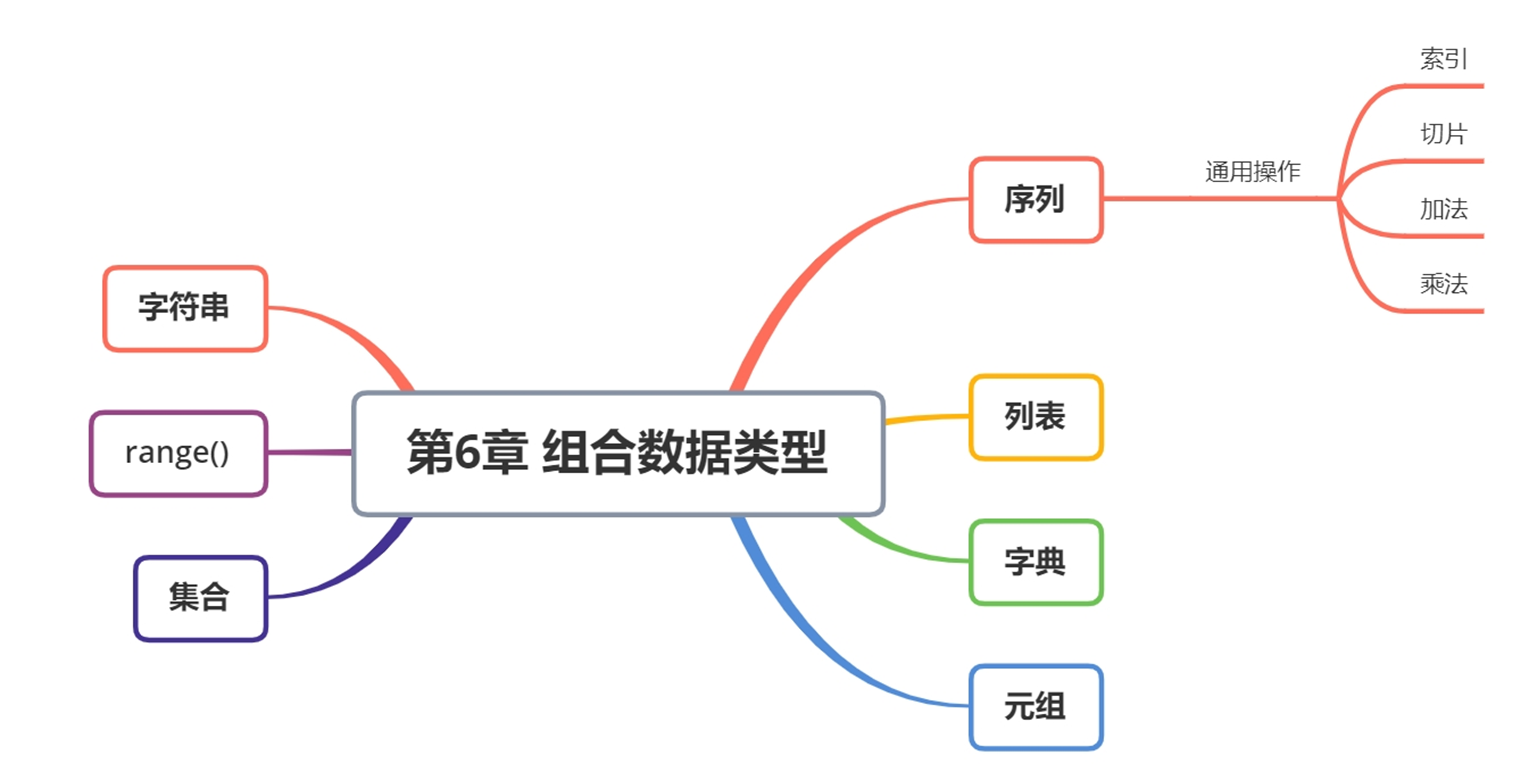 第6章 组合数据类型
序列
通用操作
索引
切片
加法
乘法
列表
字典
元组
字符串
range()
集合